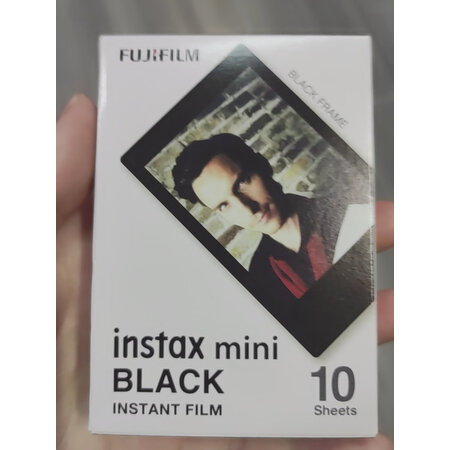 FUJIFILM
BLACK FRAME
instax mini
BLACK
INSTANT FILM
10
Sheets